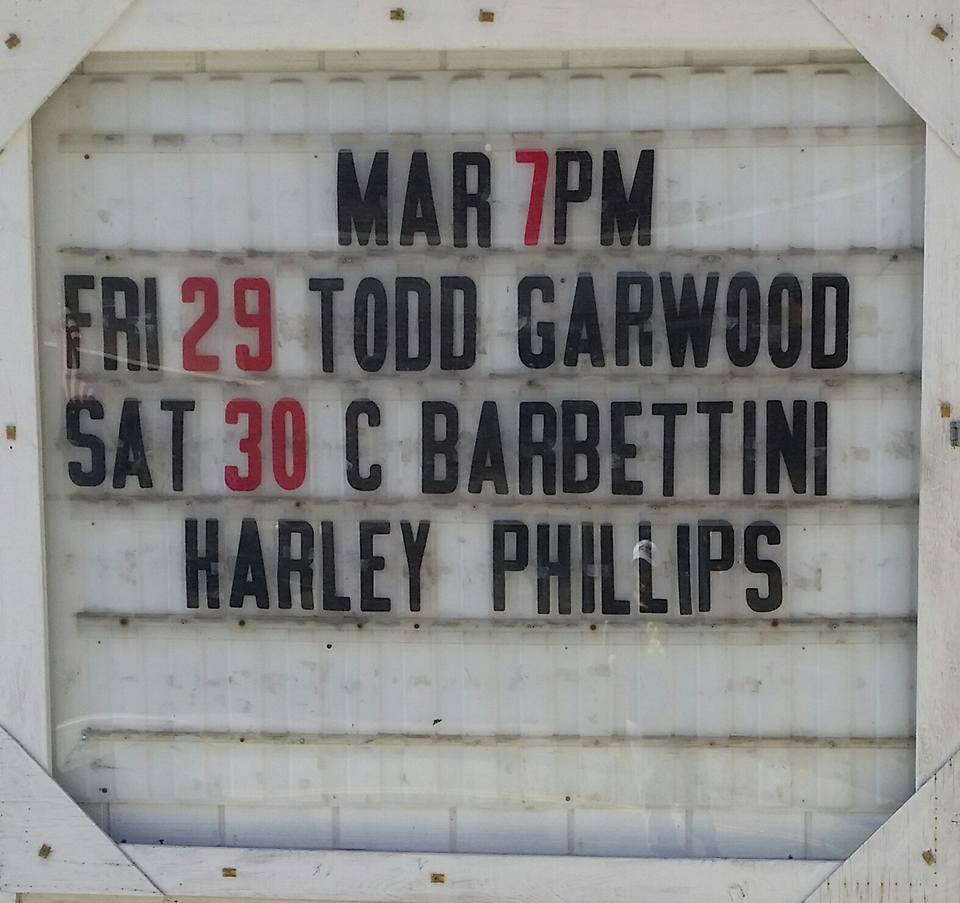 MAR 7PM
FRI 29 TODD GARWOOD
SAT 30 C BARBETTINI
HARLEY PHILLIPS